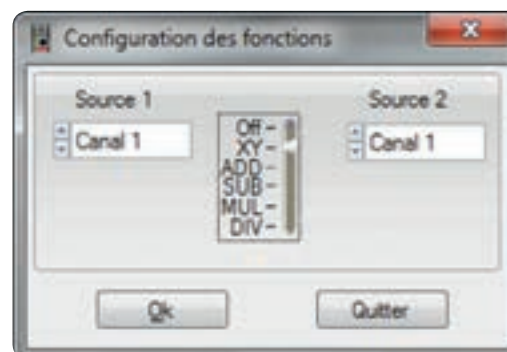 Configuration des fonctions
Source 1
Source 2
Canal 1
Canal 1
Off
XY
ADD
SUB
MUL
DIV
Ok
Quitter